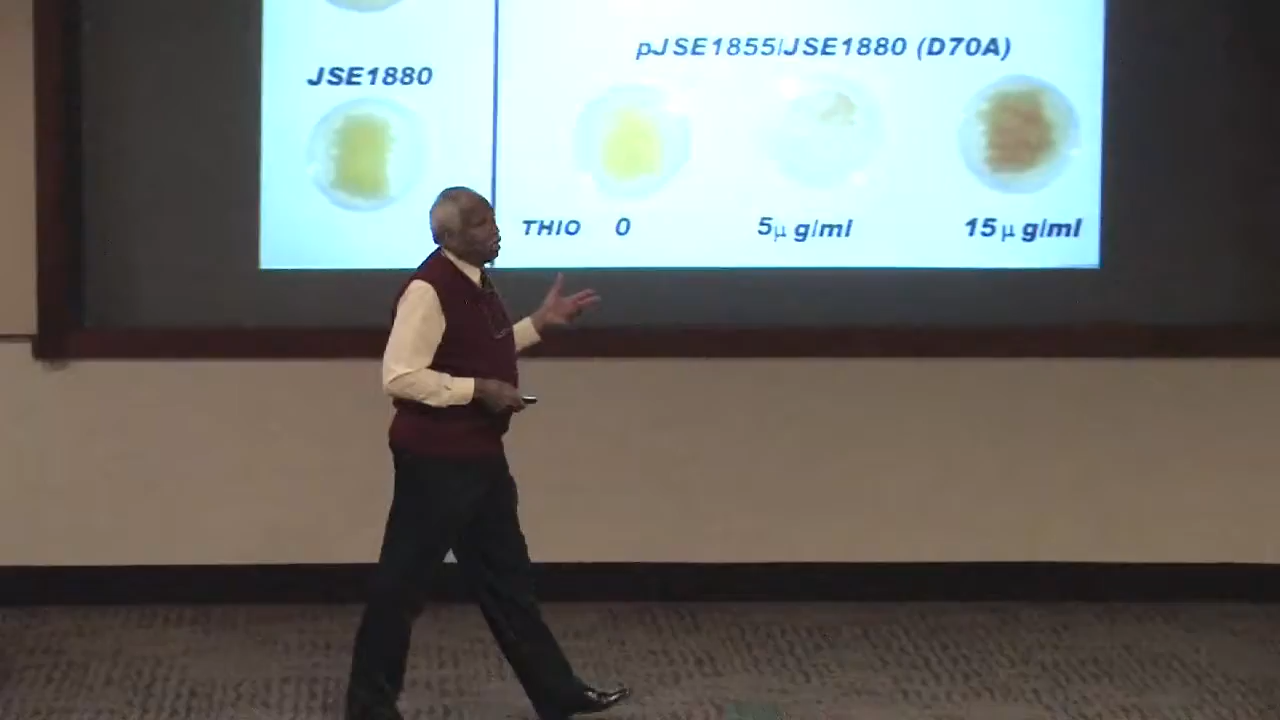 pJSE1855/JSE1880 (D70A)
JSE1880
THIO 0 5μ g/ml 15μ g/ml